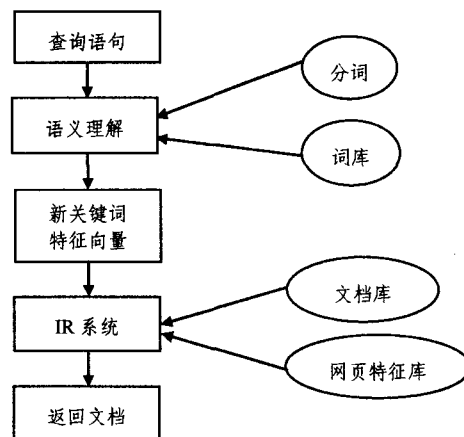 查询语句
分词
语义理解
词库
新关键词
特征向量
文档库
IR 系统
网页特征库
返回文档